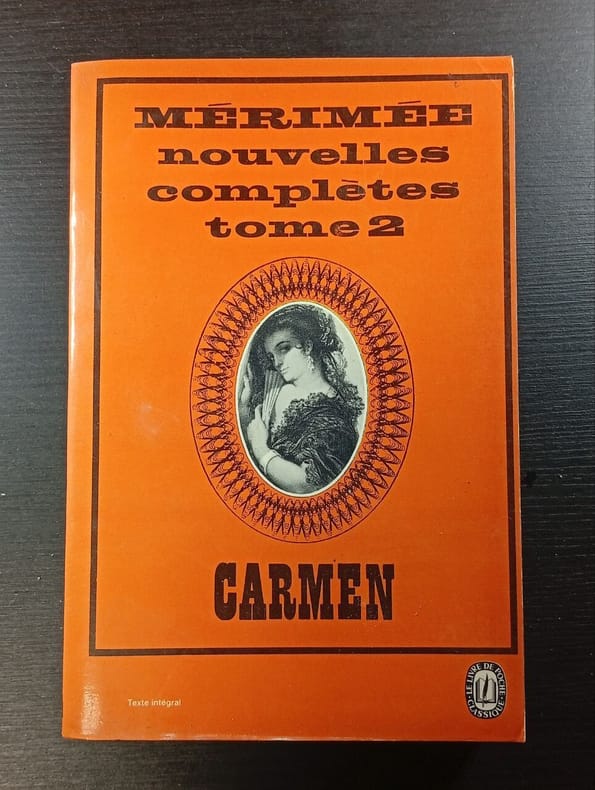 MÉRIMÉE
nouvelles
complètes
tome 2
CARMEN
Texte intégral
LE LIVRE DE POCHE
CLASSIQUE